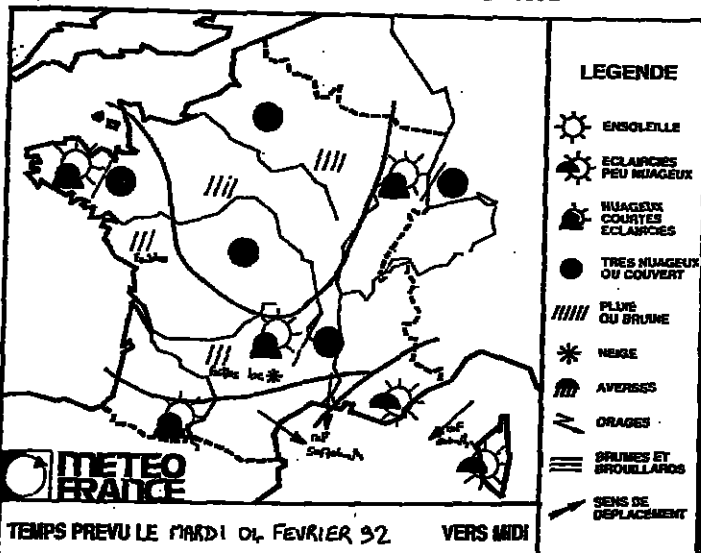 LEGENDE
ENSOLEILLE
ECLAIRCIES
PEU NUAGEUX
NUAGEUX
COURTES
ECLAIRCIES
TRES NUAGEUX
OU COUVERT
PLUIE
OU BRUINE
NEIGE
AVERSES
ORAGES
BRUMES ET
BROUILLARDS
SENS DE
DEPLACEMENT
METEO
FRANCE
TEMPS PREVU LE MARDI 04 FEVRIER 92 VERS MIDI